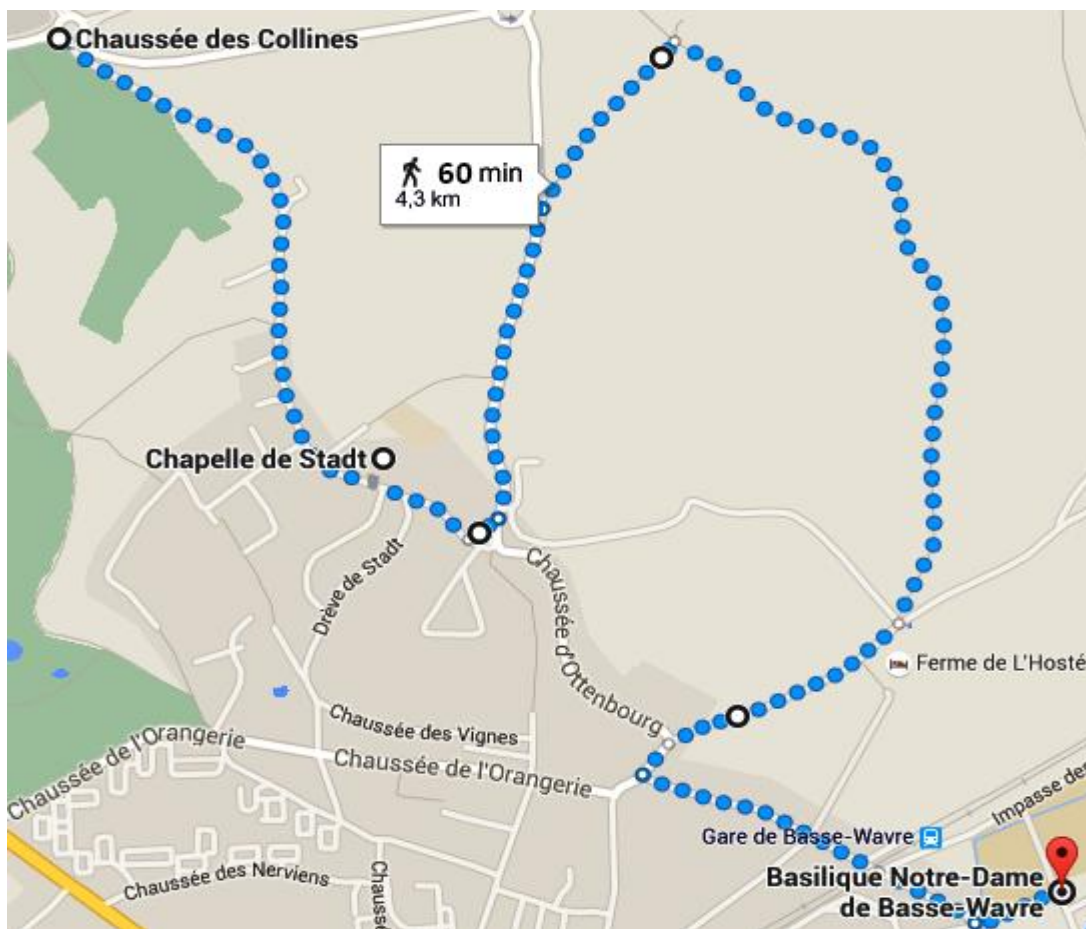 Chaussée des Collines
60 min
4,3 km
Chapelle de Stadt
Drève de Stadt
Chaussée d'Ottenbourg
Ferme de L'Hosté
Chaussée des Vignes
Chaussée de l'Orangerie
Chaussée de l'Orangerie
Impasse des
Gare de Basse-Wavre
Chaussée des Nerviens
Chauss
Basilique Notre-Dame
de Basse-Wavre